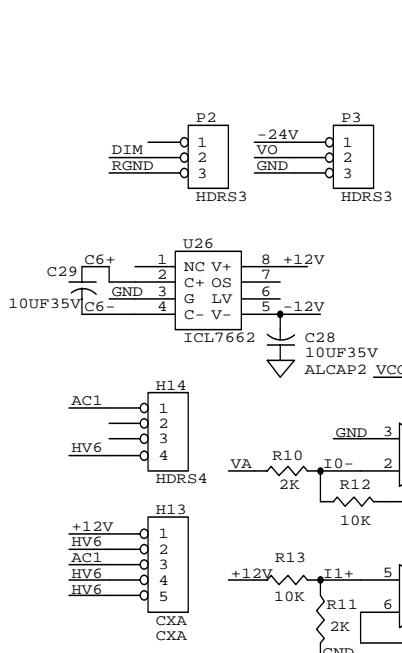 P2
1
DIM 2
RGND 3
HDRS3
P3
-24V 1
VO 2
GND 3
HDRS3
U26
C6+ 1 NC V+ 8 +12V
C29 2 C+ OS 7
GND 3 G LV 6
10UF35V C6- 4 C- V- 5 -12V
ICL7662
C28
10UF35V
ALCAP2
H14
AC1 1
2
3
HV6 4
HDRS4
H13
+12V 1
HV6 2
AC1 3
HV6 4
HV6 5
CXA
CXA
GND 3
VA R10 I0- 2
2K R12
10K
R13
+12V I1+ 5
10K R11 6
2K
GND